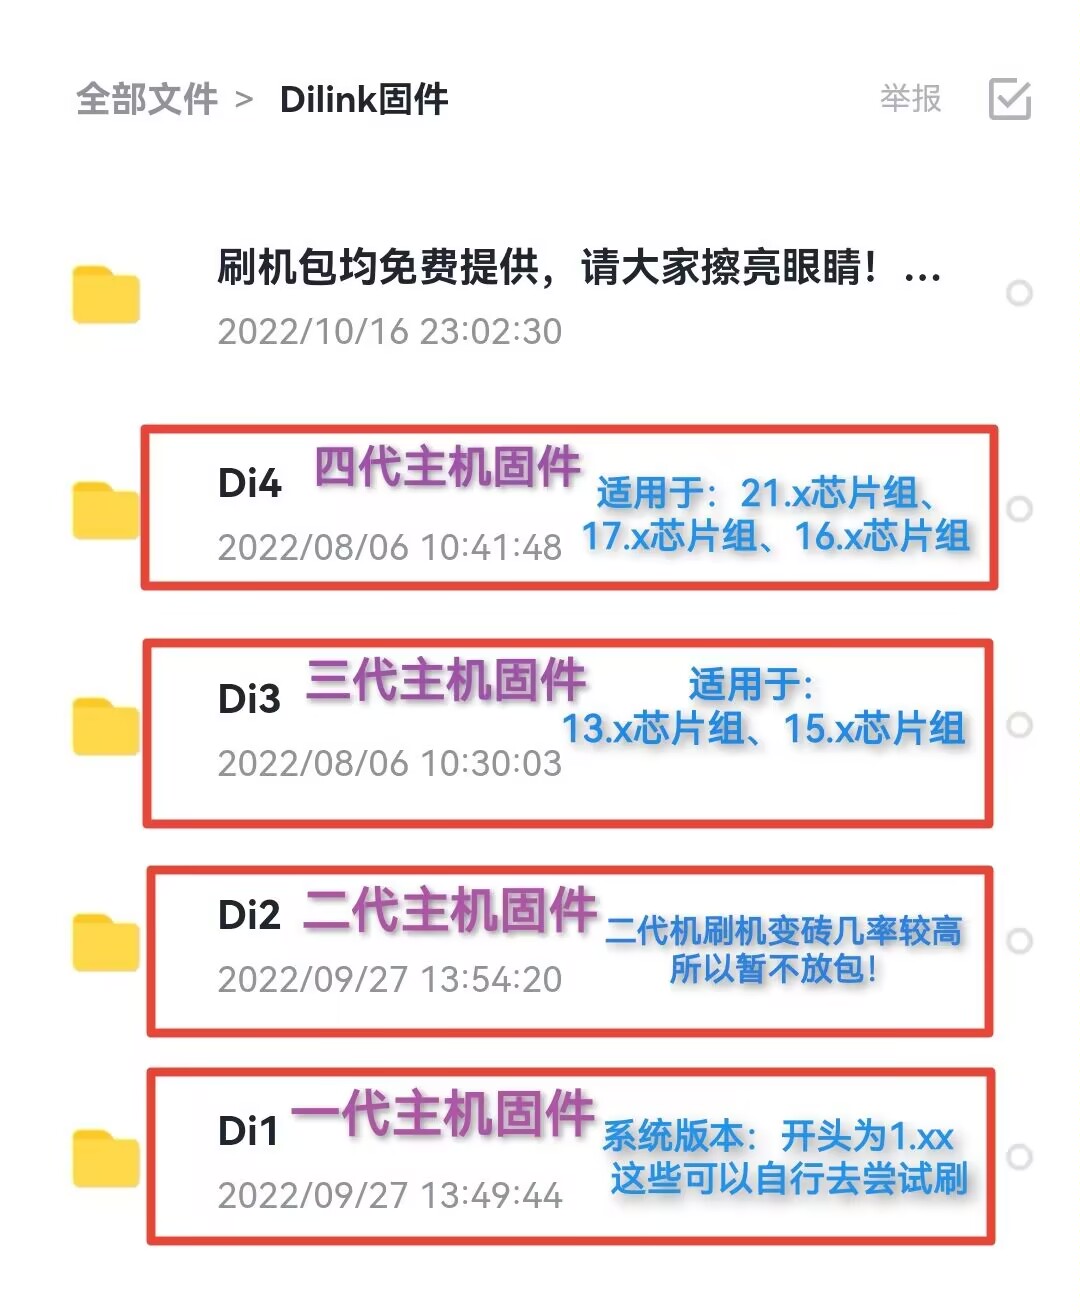 全部文件 > Dilink固件
举报
刷机包均免费提供，请大家擦亮眼睛！...
2022/10/16 23:02:30
Di4
四代主机固件
2022/08/06 10:41:48
适用于：21.x芯片组、
17.x芯片组、16.x芯片组
Di3
三代主机固件
2022/08/06 10:30:03
适用于：
13.x芯片组、15.x芯片组
Di2
二代主机固件
2022/09/27 13:54:20
二代机刷机变砖几率较高
所以暂不放包！
Di1
一代主机固件
2022/09/27 13:49:44
系统版本：开头为1.xx
这些可以自行去尝试刷